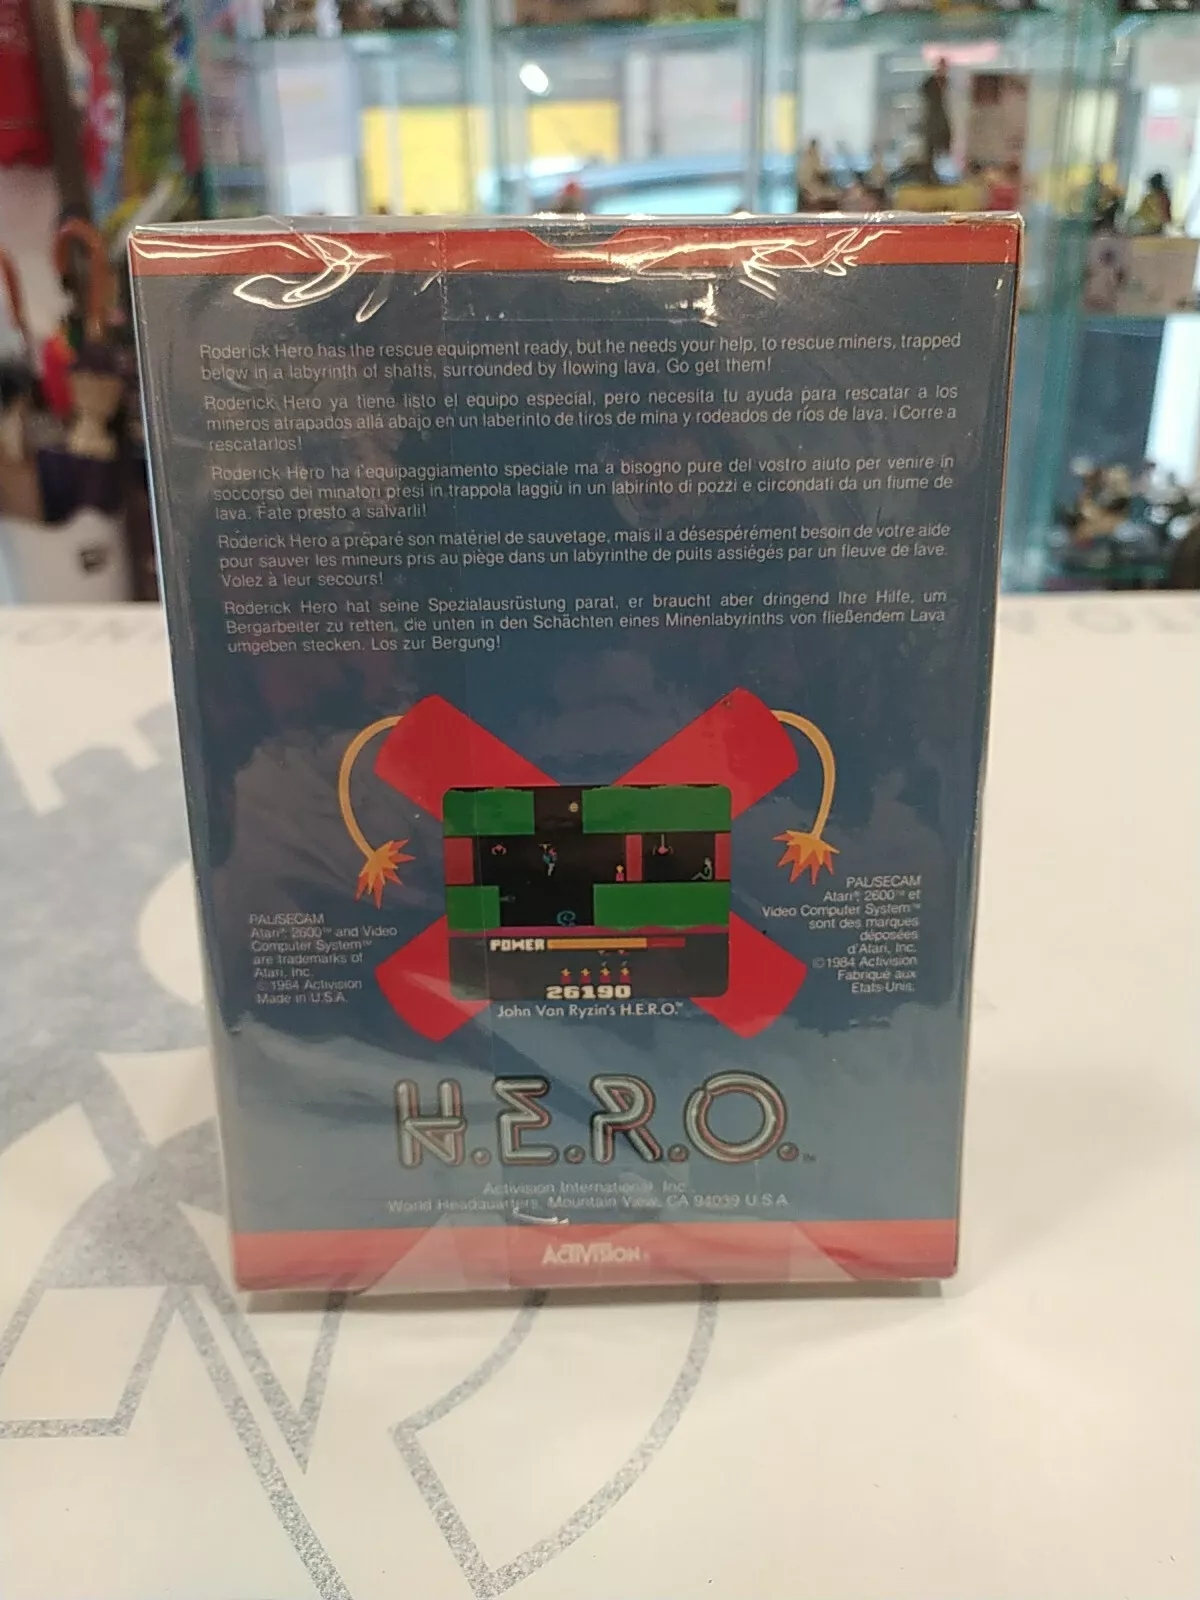 Roderick Hero has the rescue equipment ready, but he needs your help, to rescue miners, trapped
below in a labyrinth of shafts, surrounded by flowing lava. Go get them!
Roderick Hero ya tiene listo el equipo especial, pero necesita tu ayuda para rescatar a los
mineros atrapados allá abajo en un laberinto de tiros de mina y rodeados de ríos de lava. ¡Corre a
rescatarlos!
Roderick Hero ha l'equipaggiamento speciale ma a bisogno pure del vostro aiuto per venire in
soccorso dei minatori presi in trappola laggiù in un labirinto di pozzi e circondati da un fiume de
lava. Fate presto a salvarli!
Roderick Hero a préparé son matériel de sauvetage, mais il a désespérément besoin de votre aide
pour sauver les mineurs pris au piège dans un labyrinthe de puits assiégés par un fleuve de lave.
Volez à leur secours!
Roderick Hero hat seine Spezialausrüstung parat, er braucht aber dringend Ihre Hilfe, um
Bergarbeiter zu retten, die unten in den Schächten eines Minenlabyrinths von fließendem Lava
umgeben stecken. Los zur Bergung!
PAL/SECAM
Atari® 2600™ and Video
Computer System™
are trademarks of
Atari, Inc.
© 1984 Activision
Made in U.S.A.
POWER
26190
John Van Ryzin's H.E.R.O.™
PAL/SECAM
Atari® 2600™ et
Video Computer System™
sont des marques
déposées
d'Atari, Inc.
© 1984 Activision
Fabriqué aux
Etats-Unis.
H.E.R.O.™
Activision International, Inc.
World Headquarters, Mountain View, CA 94039 U.S.A.
ACTIVISION®